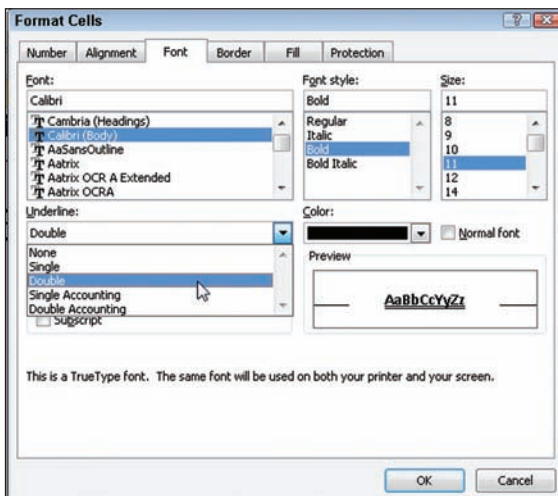 Format Cells
Number Alignment Font Border Fill Protection
Font: Font style: Size:
Calibri Bold 11
Cambria (Headings) Regular 8
Calibri (Body) Italic 9
AaSansOutline Bold 10
Aatrix Bold Italic 11
Aatrix OCR A Extended 12
Aatrix OCRA 14
Underline: Color:
Double Normal font
None Preview
Single
Double
Single Accounting AaBbCcYyZz
Double Accounting
Subscript
This is a TrueType font. The same font will be used on both your printer and your screen.
OK Cancel